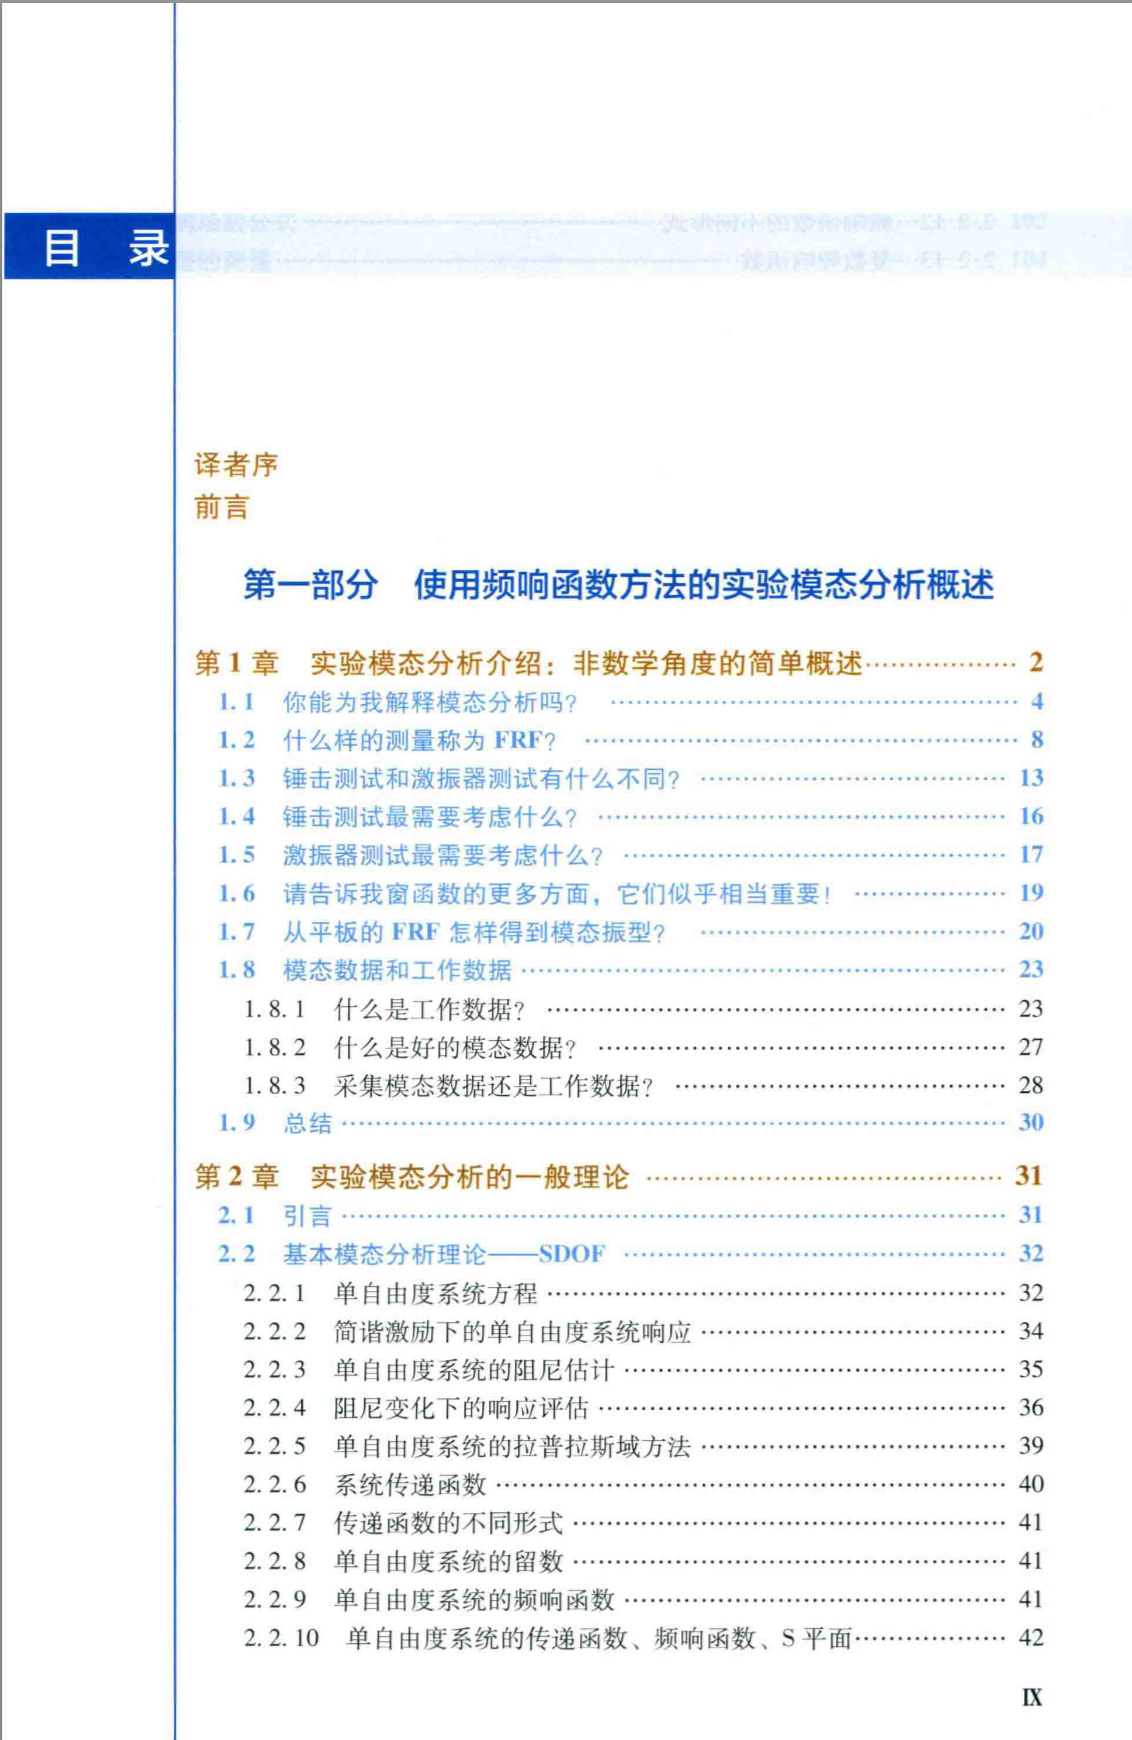 目 录
译者序
前言
第一部分 使用频响函数方法的实验模态分析概述
第 1 章 实验模态分析介绍：非数学角度的简单概述……………… 2
1. 1 你能为我解释模态分析吗？ ………………………………………… 4
1. 2 什么样的测量称为 FRF？ …………………………………………… 8
1. 3 锤击测试和激振器测试有什么不同？ ……………………………… 13
1. 4 锤击测试最需要考虑什么？ ………………………………………… 16
1. 5 激振器测试最需要考虑什么？ ……………………………………… 17
1. 6 请告诉我窗函数的更多方面，它们似乎相当重要！ ……………… 19
1. 7 从平板的 FRF 怎样得到模态振型？ ……………………………… 20
1. 8 模态数据和工作数据 ………………………………………………… 23
1. 8. 1 什么是工作数据？ ……………………………………………… 23
1. 8. 2 什么是好的模态数据？ ………………………………………… 27
1. 8. 3 采集模态数据还是工作数据？ ………………………………… 28
1. 9 总结 …………………………………………………………………… 30
第 2 章 实验模态分析的一般理论 …………………………………… 31
2. 1 引言 …………………………………………………………………… 31
2. 2 基本模态分析理论——SDOF ……………………………………… 32
2. 2. 1 单自由度系统方程 ……………………………………………… 32
2. 2. 2 简谐激励下的单自由度系统响应 ……………………………… 34
2. 2. 3 单自由度系统的阻尼估计 ……………………………………… 35
2. 2. 4 阻尼变化下的响应评估 ………………………………………… 36
2. 2. 5 单自由度系统的拉普拉斯域方法 ……………………………… 39
2. 2. 6 系统传递函数 …………………………………………………… 40
2. 2. 7 传递函数的不同形式 …………………………………………… 41
2. 2. 8 单自由度系统的留数 …………………………………………… 41
2. 2. 9 单自由度系统的频响函数 ……………………………………… 41
2. 2. 10 单自由度系统的传递函数、频响函数、S 平面……………… 42
IX